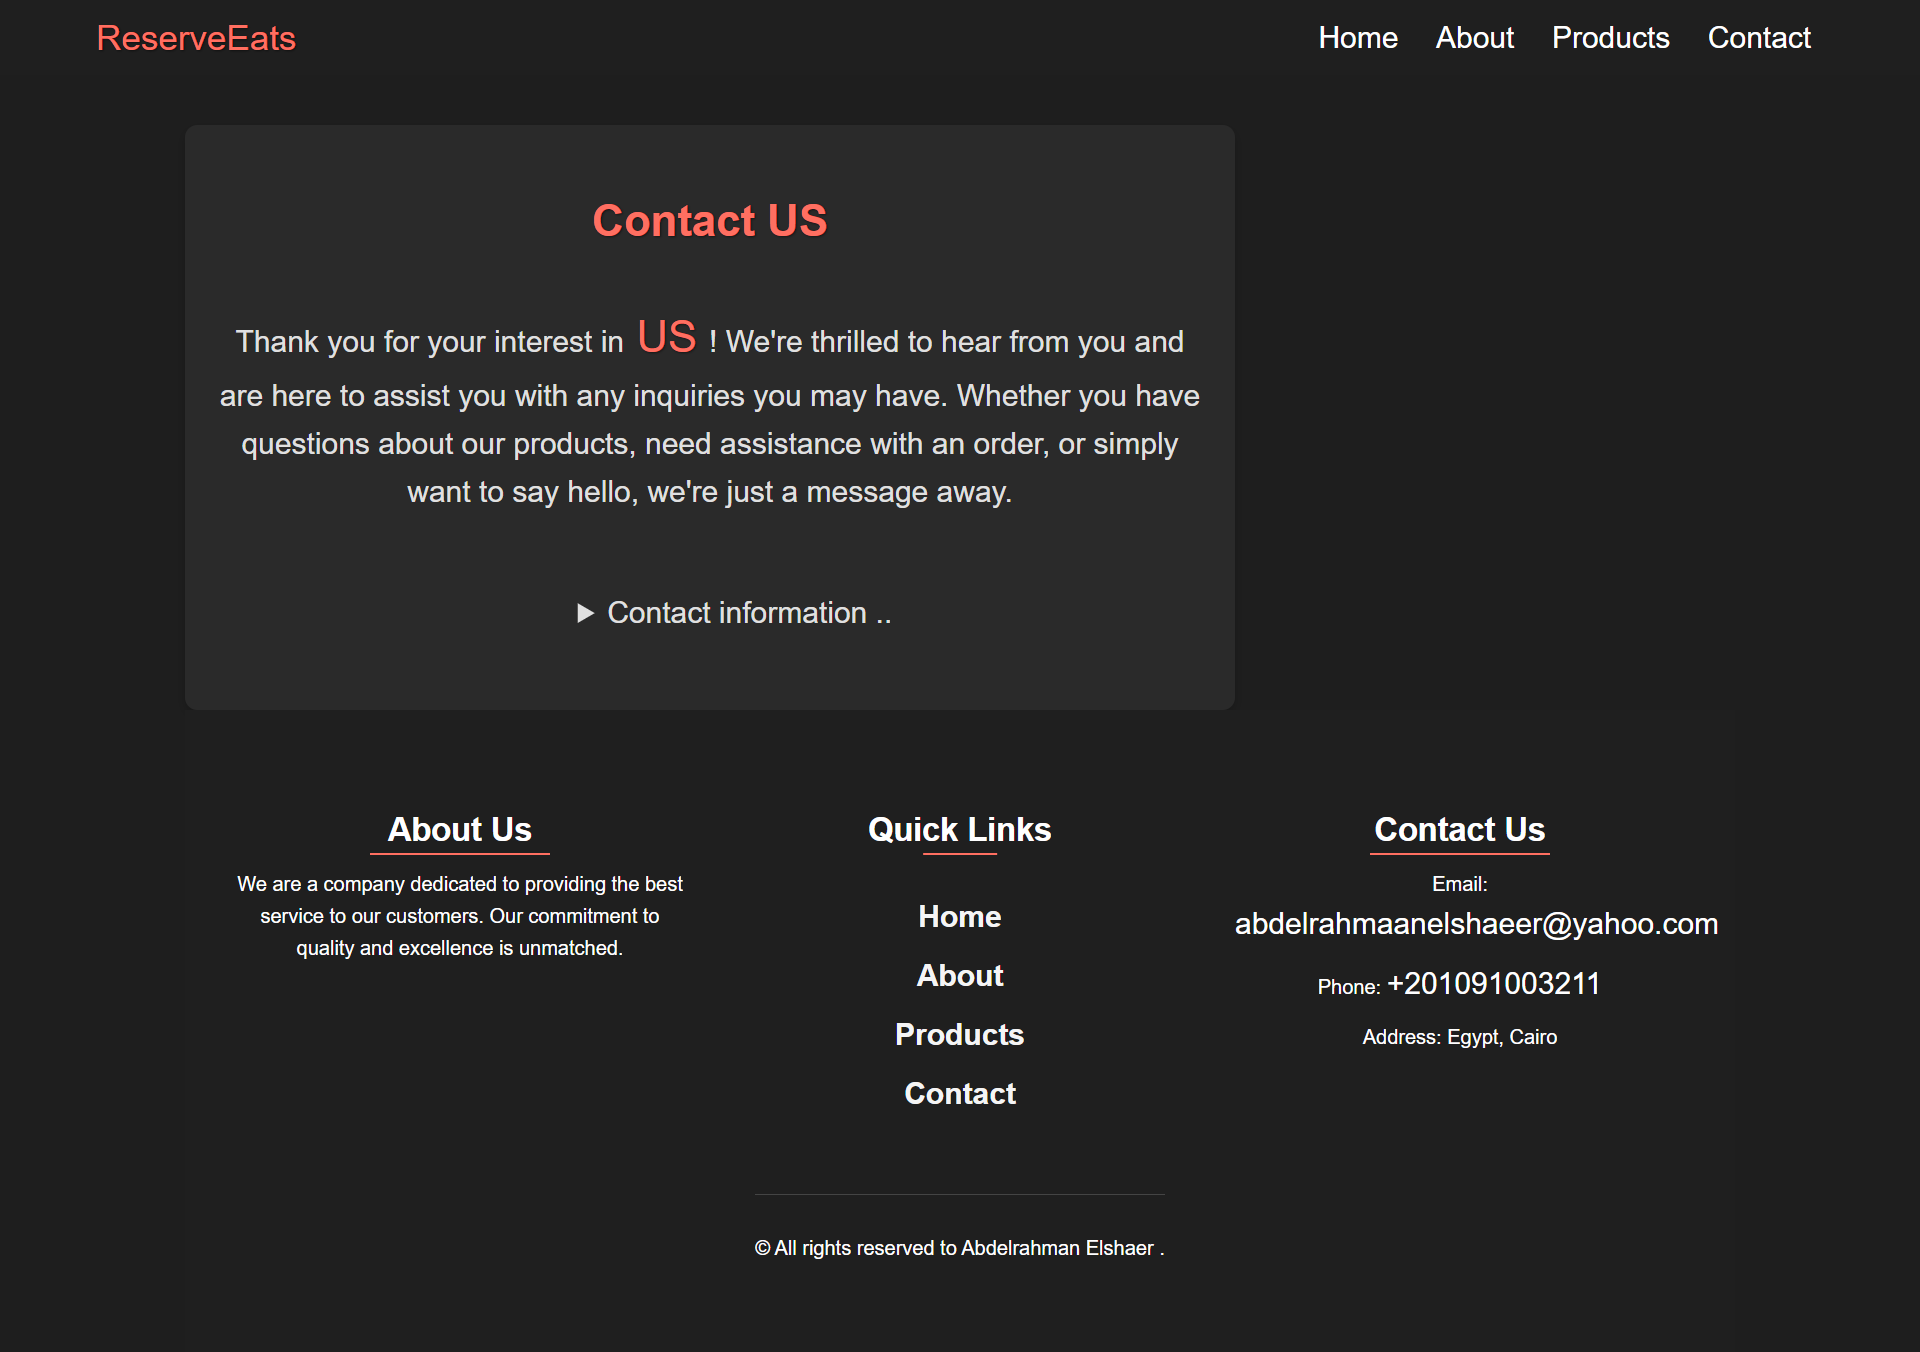 ReserveEats
Home About Products Contact
Contact US
Thank you for your interest in US ! We're thrilled to hear from you and
are here to assist you with any inquiries you may have. Whether you have
questions about our products, need assistance with an order, or simply
want to say hello, we're just a message away.
▶ Contact information ..
About Us
We are a company dedicated to providing the best
service to our customers. Our commitment to
quality and excellence is unmatched.
Quick Links
Home
About
Products
Contact
Contact Us
Email:
abdelrahmaanelshaeer@yahoo.com
Phone: +201091003211
Address: Egypt, Cairo
© All rights reserved to Abdelrahman Elshaer .